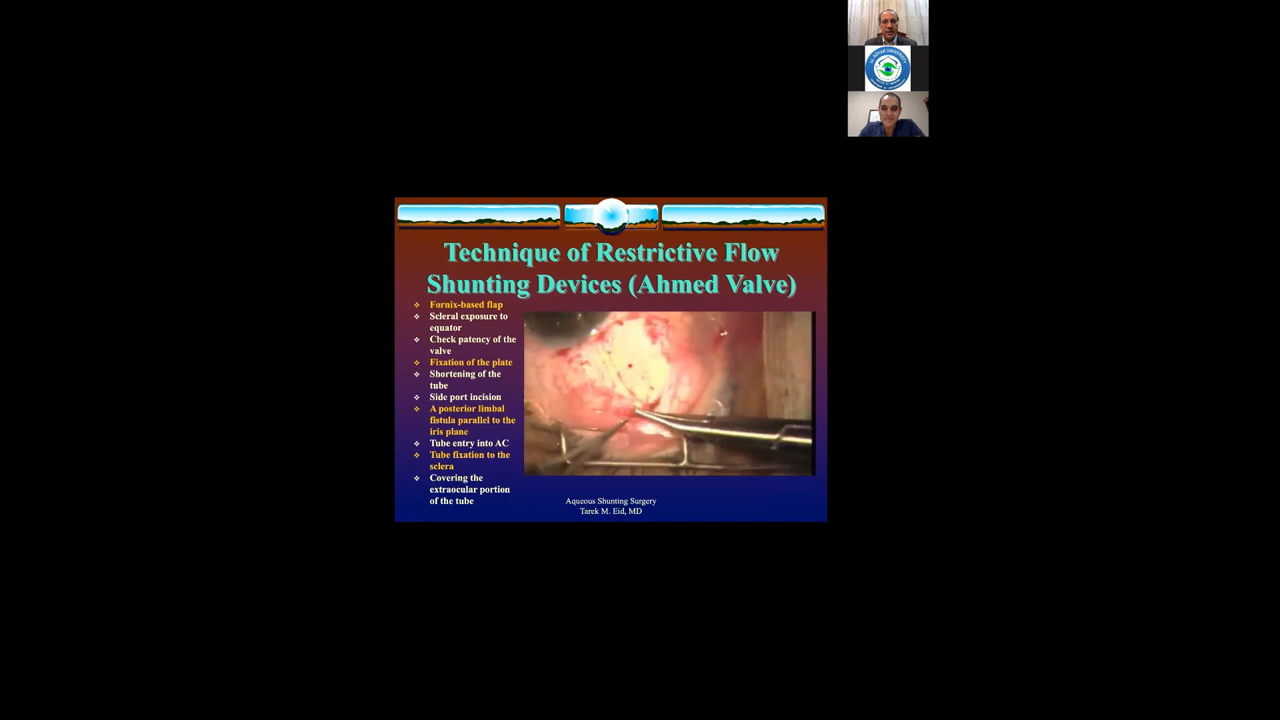 Technique of Restrictive Flow
Shunting Devices (Ahmed Valve)
Fornix-based flap
Scleral exposure to
equator
Check patency of the
valve
Fixation of the plate
Shortening of the
tube
Side port incision
A posterior limbal
fistula parallel to the
iris plane
Tube entry into AC
Tube fixation to the
sclera
Covering the
extraocular portion
of the tube
Aqueous Shunting Surgery
Tarek M. Eid, MD